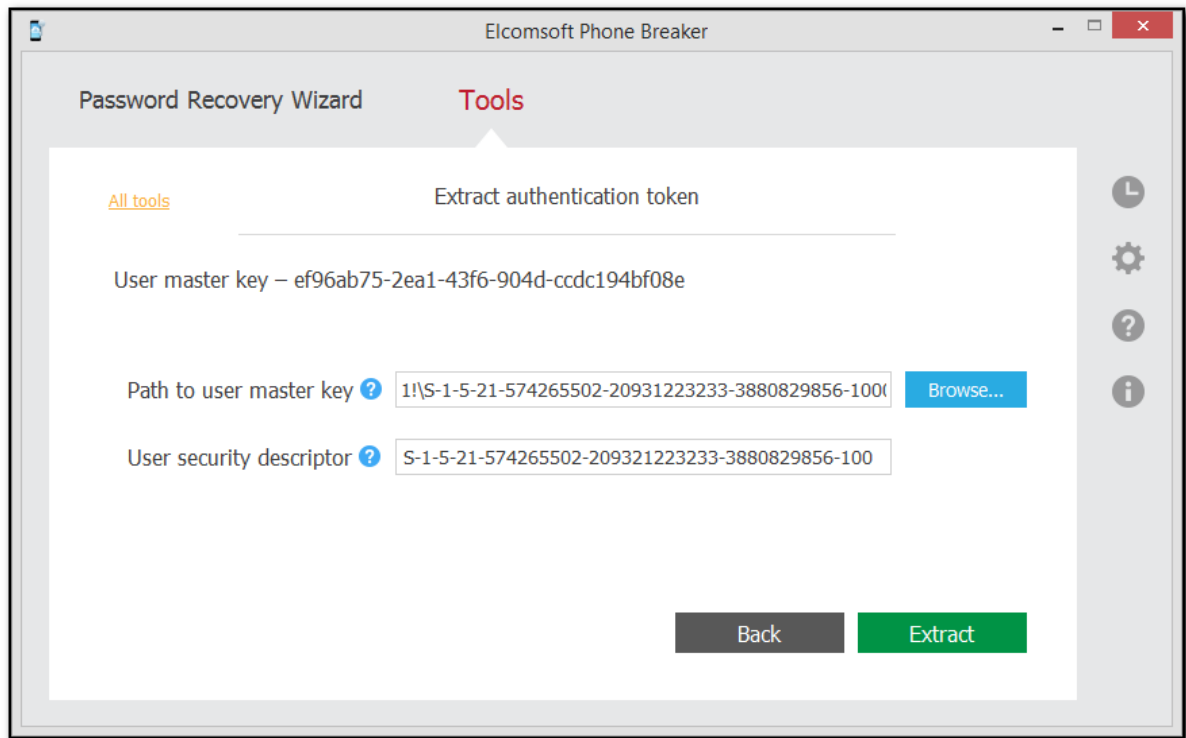 Elcomsoft Phone Breaker
Password Recovery Wizard Tools
All tools
Extract authentication token
User master key – ef96ab75-2ea1-43f6-904d-ccdc194bf08e
Path to user master key ? 1!\S-1-5-21-574265502-20931223233-3880829856-100( Browse...
User security descriptor ? S-1-5-21-574265502-209321223233-3880829856-100
Back Extract